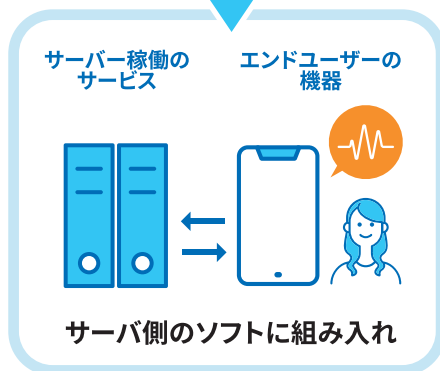 サーバー稼働の
サービス
エンドユーザーの
機器
サーバ側のソフトに組み入れ